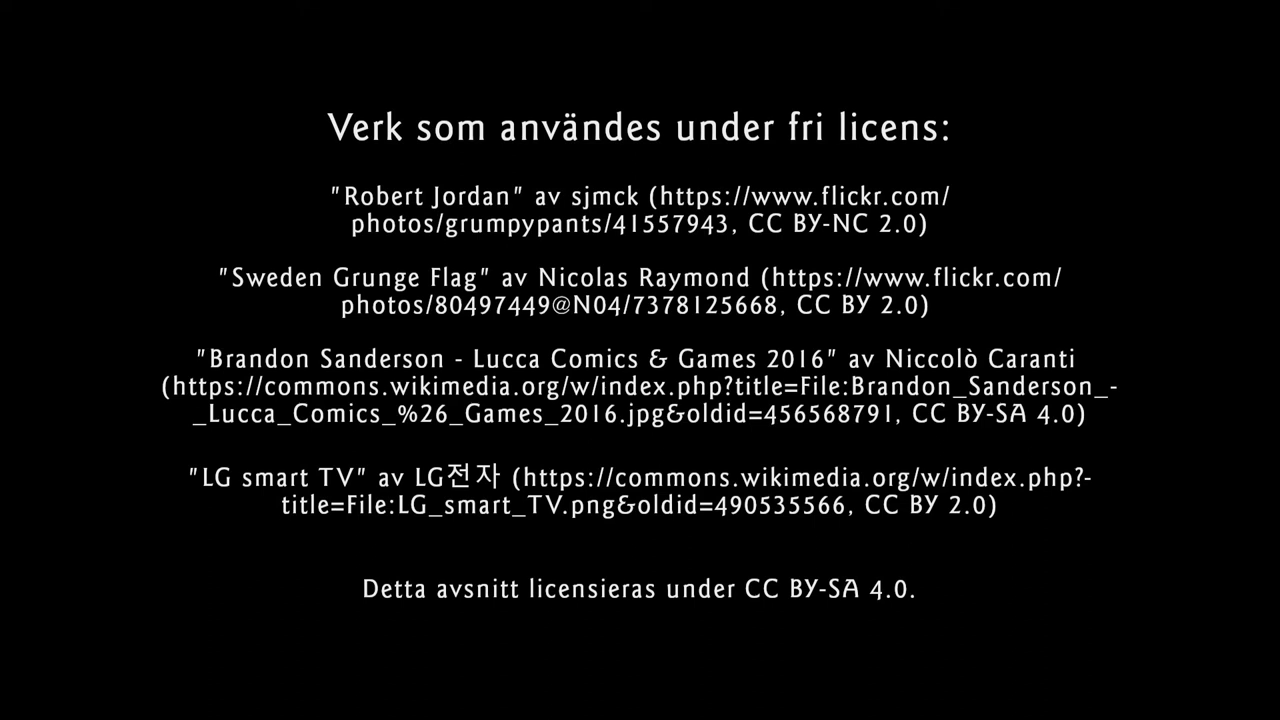 Verk som användes under fri licens:
"Robert Jordan" av sjmck (https://www.flickr.com/
photos/grumpypants/41557943, CC BY-NC 2.0)
"Sweden Grunge Flag" av Nicolas Raymond (https://www.flickr.com/
photos/80497449@N04/7378125668, CC BY 2.0)
"Brandon Sanderson - Lucca Comics & Games 2016" av Niccolò Caranti
(https://commons.wikimedia.org/w/index.php?title=File:Brandon_Sanderson_-
_Lucca_Comics_%26_Games_2016.jpg&oldid=456568791, CC BY-SA 4.0)
"LG smart TV" av LG전자 (https://commons.wikimedia.org/w/index.php?-
title=File:LG_smart_TV.png&oldid=490535566, CC BY 2.0)
Detta avsnitt licensieras under CC BY-SA 4.0.